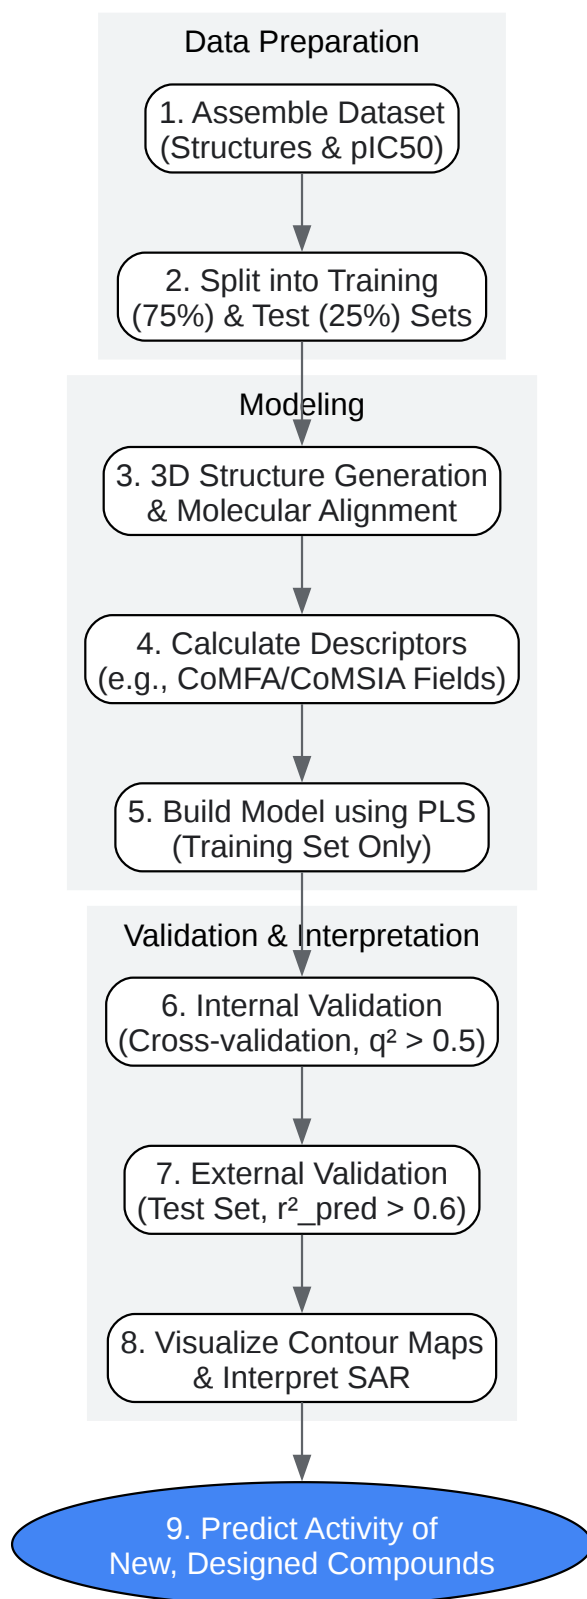 Data Preparation
1. Assemble Dataset
(Structures & pIC50)
2. Split into Training
(75%) & Test (25%) Sets
Modeling
3. 3D Structure Generation
& Molecular Alignment
4. Calculate Descriptors
(e.g., CoMFA/CoMSIA Fields)
5. Build Model using PLS
(Training Set Only)
Validation & Interpretation
6. Internal Validation
(Cross-validation, q² > 0.5)
7. External Validation
(Test Set, r²_pred > 0.6)
8. Visualize Contour Maps
& Interpret SAR
9. Predict Activity of
New, Designed Compounds